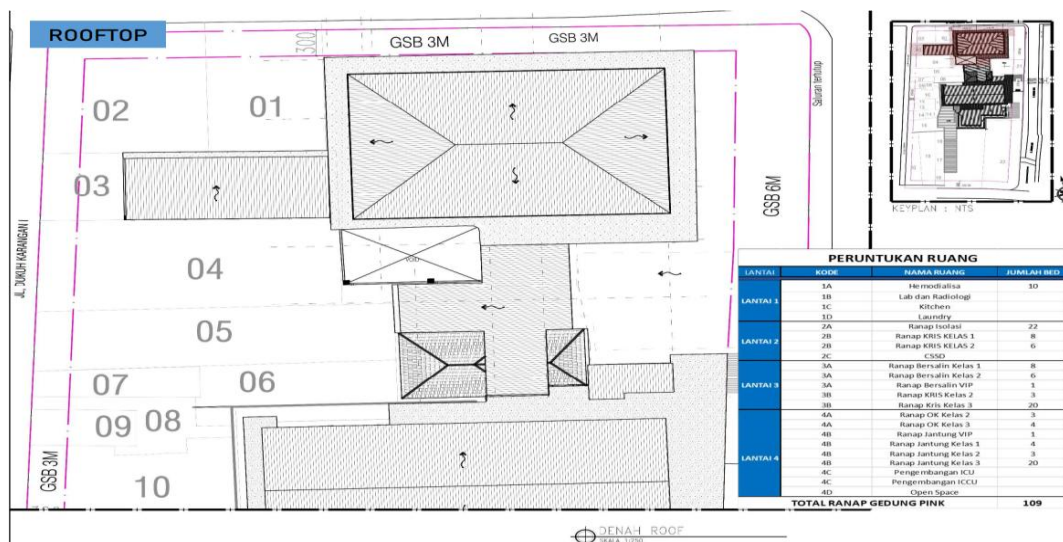 ROOFTOP
300
GSB 3M
GSB 3M
Saluran tertutup
02
01
03
04
05
07
06
09
08
10
VOID
JL. DUKUH KARANGAN I
GSB 3M
GSB 6M
KEYPLAN : NTS
PERUNTUKAN RUANG
LANTAI KODE NAMA RUANG JUMLAH BED
LANTAI 1
1A Hemodialisa 10
1B Lab dan Radiologi
1C Kitchen
1D Laundry
LANTAI 2
2A Ranap Isolasi 22
2B Ranap KRIS KELAS 1 8
2B Ranap KRIS KELAS 2 6
2C CSSD
LANTAI 3
3A Ranap Bersalin Kelas 1 8
3A Ranap Bersalin Kelas 2 6
3A Ranap Bersalin VIP 1
3B Ranap KRIS Kelas 2 3
3B Ranap Kris Kelas 3 20
LANTAI 4
4A Ranap OK Kelas 2 3
4A Ranap OK Kelas 3 4
4B Ranap Jantung VIP 1
4B Ranap Jantung Kelas 1 4
4B Ranap Jantung Kelas 2 3
4B Ranap Jantung Kelas 3 20
4C Pengembangan ICU
4C Pengembangan ICCU
4D Open Space
TOTAL RANAP GEDUNG PINK 109
DENAH ROOF
SKALA 1/250